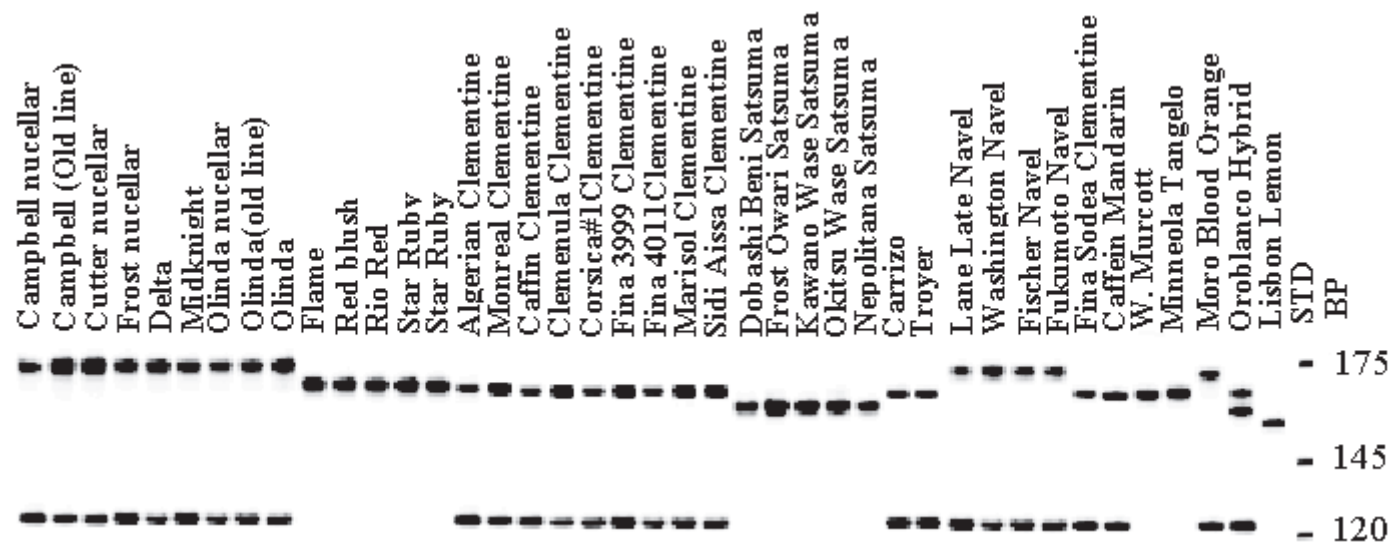 Campbell nucellar
Campbell (Old line)
Cutter nucellar
Frost nucellar
Delta
Midknight
Olinda nucellar
Olinda(old line)
Olinda
Flame
Red blush
Rio Red
Star Ruby
Star Ruby
Algerian Clementine
Monreal Clementine
Caffin Clementine
Clemenula Clementine
Corsica#1Clementine
Fina 3999 Clementine
Fina 4011Clementine
Marisol Clementine
Sidi Aissa Clementine
Dobashi Beni Satsuma
Frost Owari Satsuma
Kawano Wase Satsuma
Okitsu Wase Satsuma
Nepolitana Satsuma
Carrizo
Troyer
Lane Late Navel
Washington Navel
Fischer Navel
Fukumoto Navel
Fina Sodea Clementine
Caffein Mandarin
W. Murcott
Minneola Tangelo
Moro Blood Orange
Oroblanco Hybrid
Lisbon Lemon
STD
BP
175
145
120